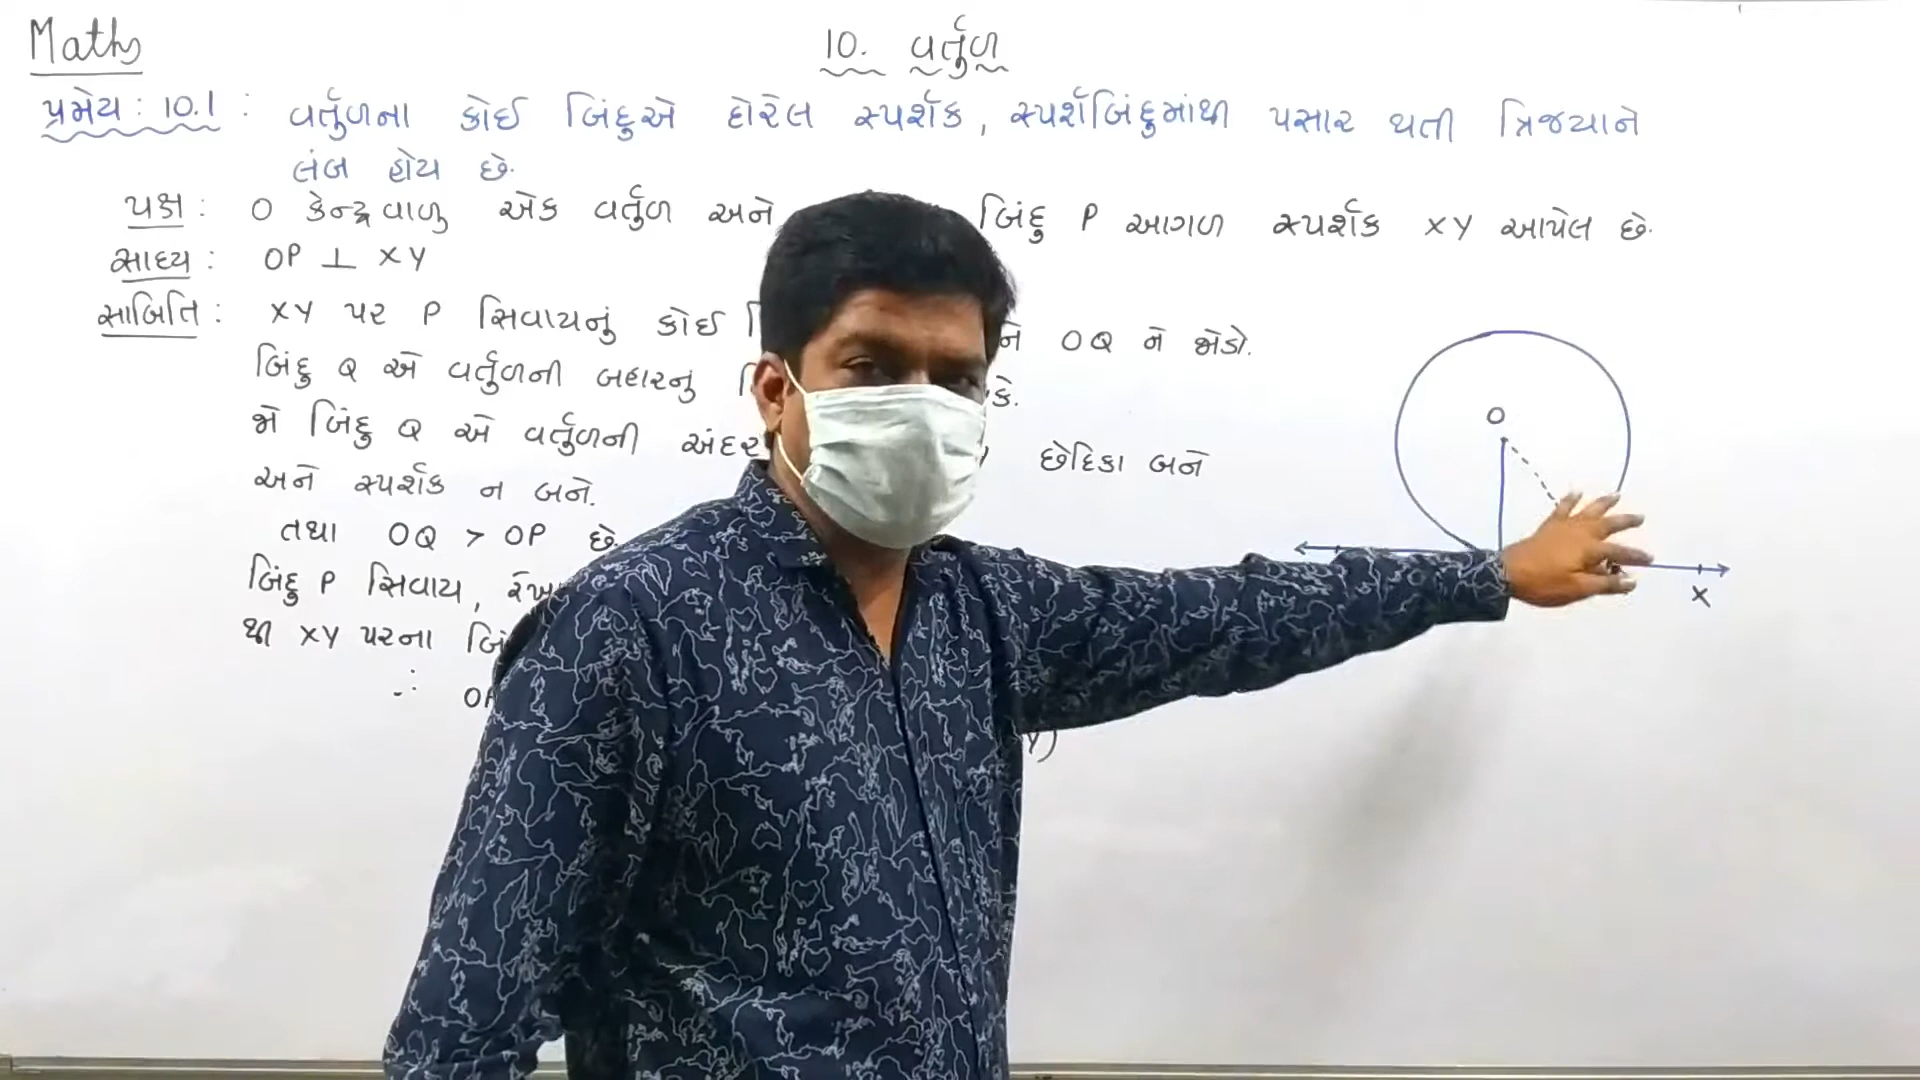 Maths
10. વર્તુળ
પ્રમેય : 10.1 : વર્તુળના કોઈ બિંદુએ દોરેલ સ્પર્શક, સ્પર્શબિંદુમાંથી પસાર થતી ત્રિજ્યાને
લંબ હોય છે.
પક્ષ : O કેન્દ્રવાળુ એક વર્તુળ અને બિંદુ P આગળ સ્પર્શક XY આપેલ છે.
સાધ્ય : OP ⊥ XY
સાબિતિ : XY પર P સિવાયનું કોઈ OQ ને જોડો.
બિંદુ Q એ વર્તુળની બહારનું કે.
જો બિંદુ Q એ વર્તુળની અંદર છેદિકા બને
અને સ્પર્શક ન બને.
તથા OQ > OP છે.
બિંદુ P સિવાય,
થી XY પરના
∴
Y)
O
X